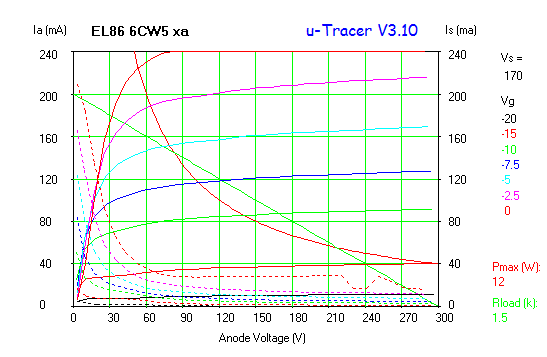 Ia (mA) EL86 6CW5 xa u-Tracer V3.10 Is (ma)
240 240
200 200
160 160
120 120
80 80
40 40
0 0
0 30 60 90 120 150 180 210 240 270 300
Anode Voltage (V)
Vs =
170
Vg
-20
-15
-10
-7.5
-5
-2.5
0
Pmax (W):
12
Rload (k):
1.5